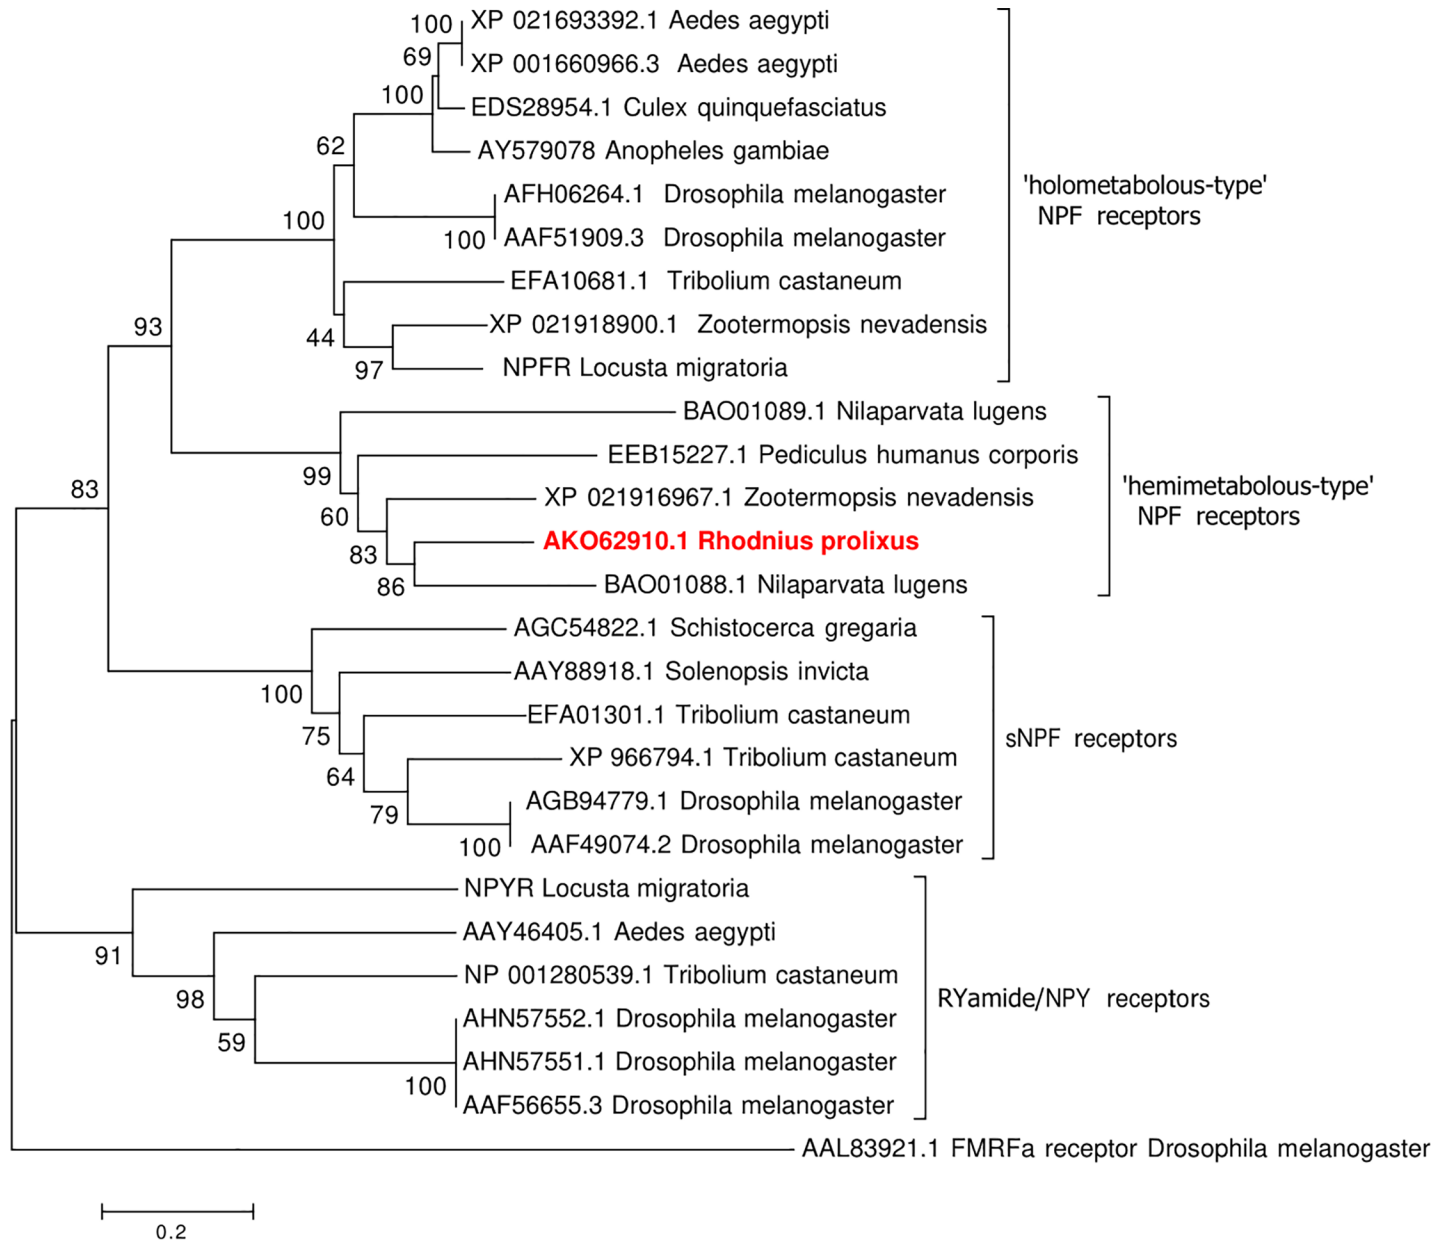 100
XP 021693392.1 Aedes aegypti
69
XP 001660966.3 Aedes aegypti
100
EDS28954.1 Culex quinquefasciatus
62
AY579078 Anopheles gambiae
'holometabolous-type'
NPF receptors
AFH06264.1 Drosophila melanogaster
100
100
AAF51909.3 Drosophila melanogaster
EFA10681.1 Tribolium castaneum
93
44
XP 021918900.1 Zootermopsis nevadensis
97
NPFR Locusta migratoria
BAO01089.1 Nilaparvata lugens
EEB15227.1 Pediculus humanus corporis
99
83
XP 021916967.1 Zootermopsis nevadensis
'hemimetabolous-type'
NPF receptors
60
AKO62910.1 Rhodnius prolixus
83
86
BAO01088.1 Nilaparvata lugens
AGC54822.1 Schistocerca gregaria
AAY88918.1 Solenopsis invicta
100
EFA01301.1 Tribolium castaneum
75
sNPF receptors
XP 966794.1 Tribolium castaneum
64
AGB94779.1 Drosophila melanogaster
79
100
AAF49074.2 Drosophila melanogaster
NPYR Locusta migratoria
AAY46405.1 Aedes aegypti
91
NP 001280539.1 Tribolium castaneum
98
RYamide/NPY receptors
AHN57552.1 Drosophila melanogaster
59
AHN57551.1 Drosophila melanogaster
100
AAF56655.3 Drosophila melanogaster
AAL83921.1 FMRFa receptor Drosophila melanogaster
0.2